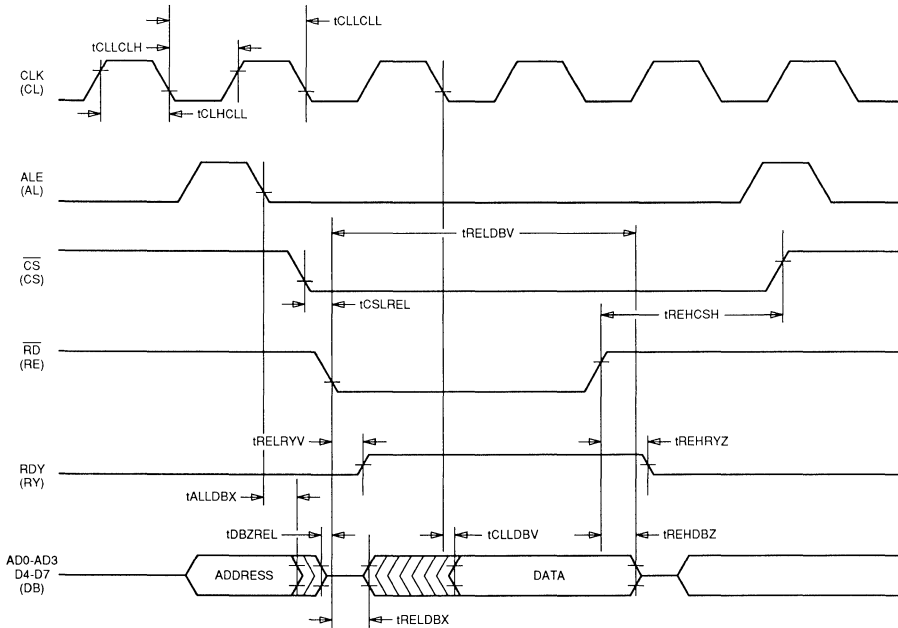 tCLLCLL
tCLLCLH
CLK
(CL)
tCLHCLL
ALE
(AL)
tRELDBV
CS
(CS)
tCSLREL
tREHCSH
RD
(RE)
tRELRYV
tREHRYZ
RDY
(RY)
tALLDBX
tDBZREL
tCLLDBV
tREHDBZ
AD0-AD3
D4-D7
(DB)
ADDRESS
DATA
tRELDBX